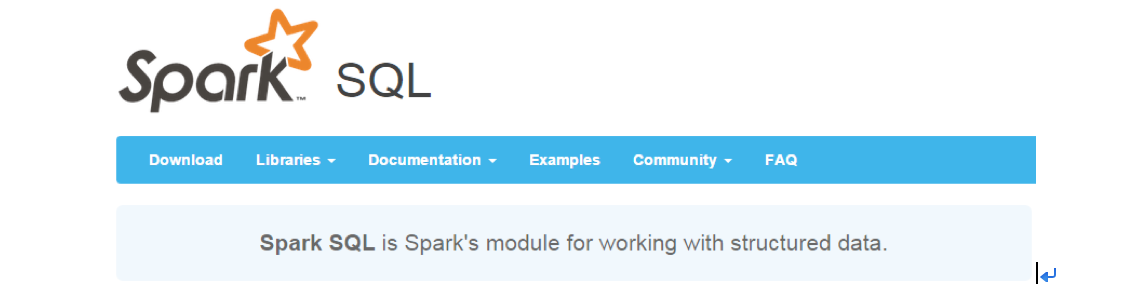 Spark™ SQL
Download Libraries Documentation Examples Community FAQ
Spark SQL is Spark's module for working with structured data.